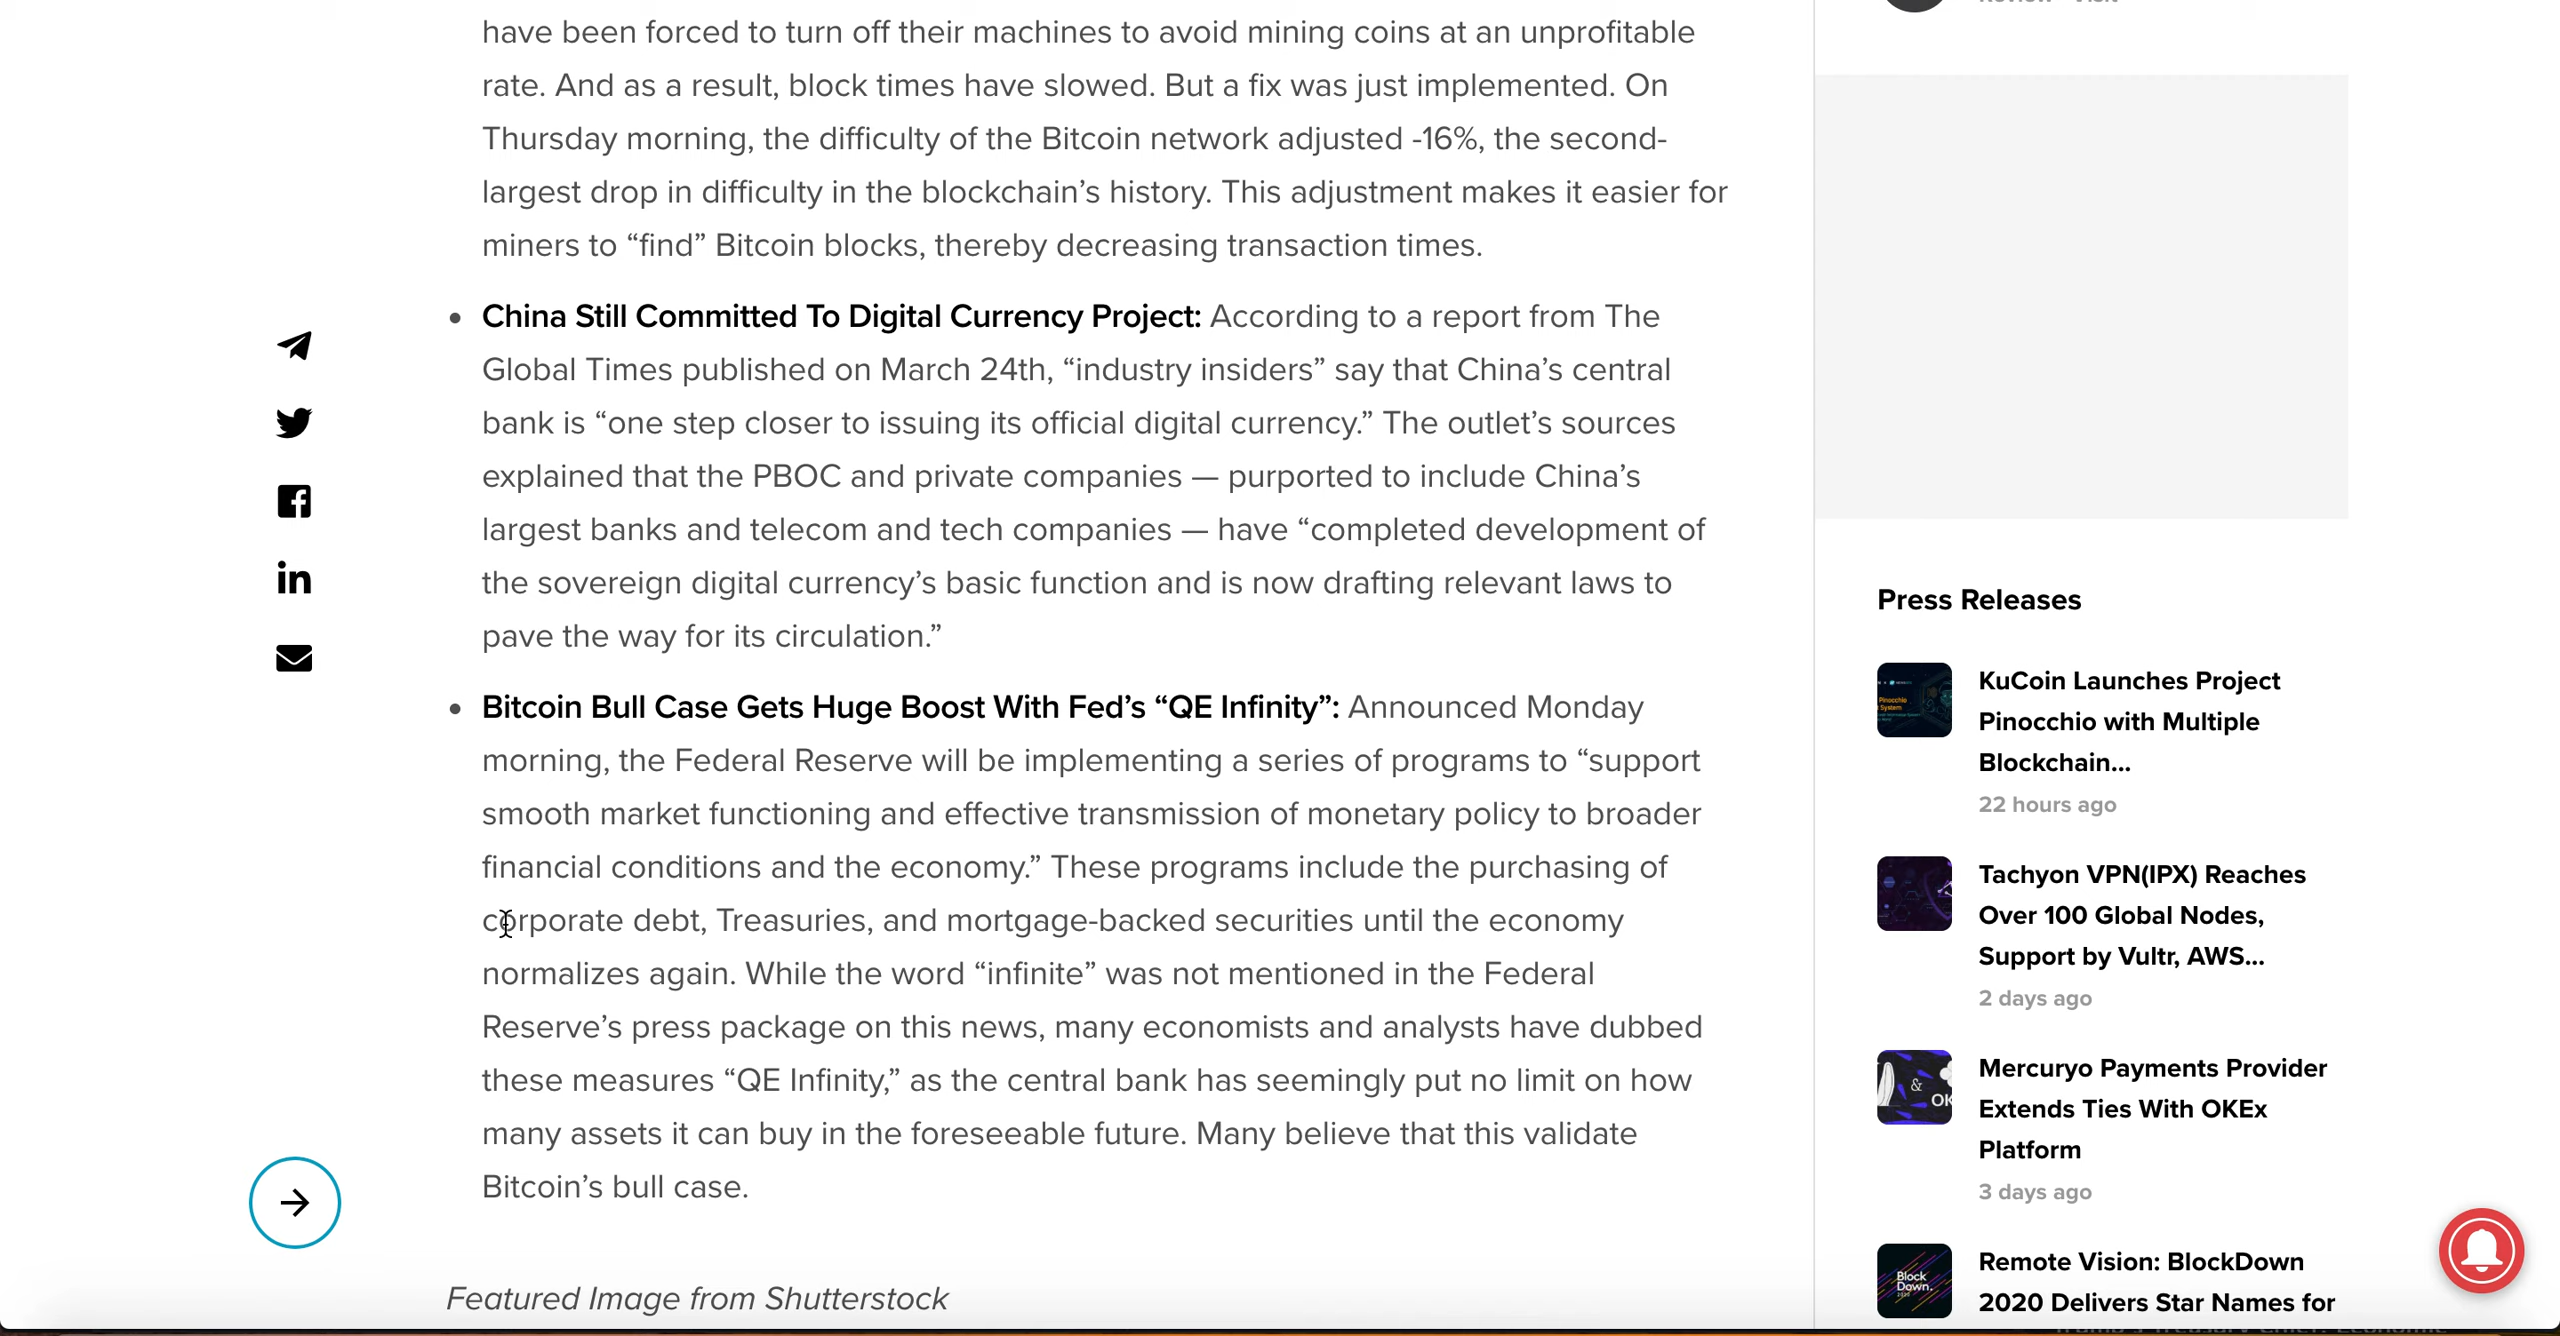 have been forced to turn off their machines to avoid mining coins at an unprofitable
rate. And as a result, block times have slowed. But a fix was just implemented. On
Thursday morning, the difficulty of the Bitcoin network adjusted -16%, the second-
largest drop in difficulty in the blockchain’s history. This adjustment makes it easier for
miners to “find” Bitcoin blocks, thereby decreasing transaction times.
• China Still Committed To Digital Currency Project: According to a report from The
Global Times published on March 24th, “industry insiders” say that China’s central
bank is “one step closer to issuing its official digital currency.” The outlet’s sources
explained that the PBOC and private companies — purported to include China’s
largest banks and telecom and tech companies — have “completed development of
the sovereign digital currency’s basic function and is now drafting relevant laws to
pave the way for its circulation.”
• Bitcoin Bull Case Gets Huge Boost With Fed’s “QE Infinity”: Announced Monday
morning, the Federal Reserve will be implementing a series of programs to “support
smooth market functioning and effective transmission of monetary policy to broader
financial conditions and the economy.” These programs include the purchasing of
corporate debt, Treasuries, and mortgage-backed securities until the economy
normalizes again. While the word “infinite” was not mentioned in the Federal
Reserve’s press package on this news, many economists and analysts have dubbed
these measures “QE Infinity,” as the central bank has seemingly put no limit on how
many assets it can buy in the foreseeable future. Many believe that this validate
Bitcoin’s bull case.
Featured Image from Shutterstock
Press Releases
KuCoin Launches Project
Pinocchio with Multiple
Blockchain...
22 hours ago
Tachyon VPN(IPX) Reaches
Over 100 Global Nodes,
Support by Vultr, AWS...
2 days ago
& OK
Mercuryo Payments Provider
Extends Ties With OKEx
Platform
3 days ago
Block
Down.
Remote Vision: BlockDown
2020 Delivers Star Names for